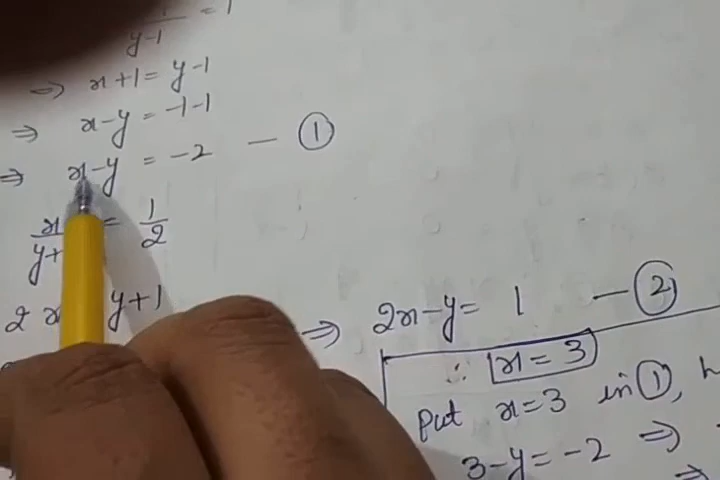 y-1 = 1
⇒ x+1 = y-1
⇒ x-y = -1-1
⇒ x-y = -2 — ①
x/y+ = 1/2
2x y+1
⇒ 2x-y = 1 — ②
∴ x = 3
Put x=3 in ①,
3-y = -2 ⇒
⇒